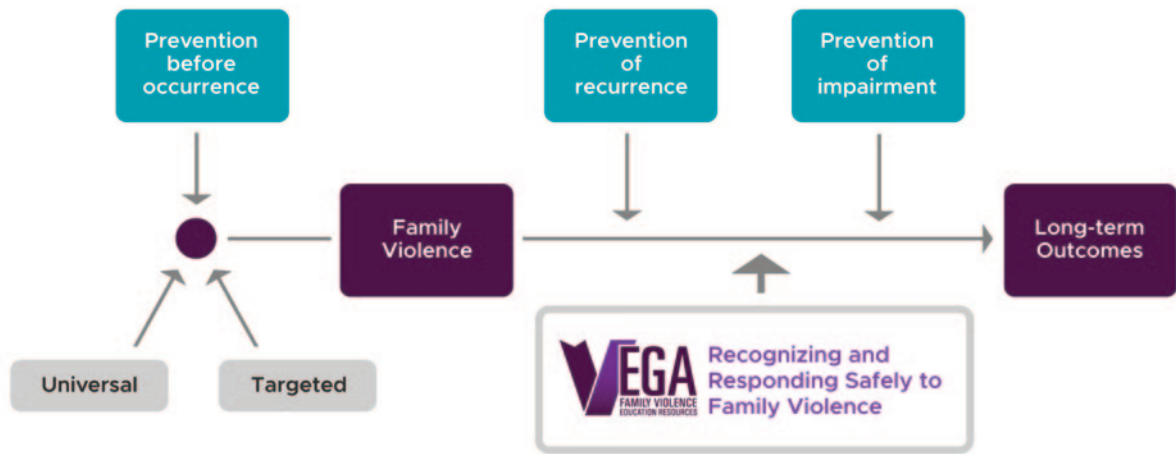 Prevention
before
occurrence
Prevention
of
recurrence
Prevention
of
impairment
Family
Violence
Long-term
Outcomes
Universal
Targeted
VEGA
FAMILY VIOLENCE
EDUCATION RESOURCES
Recognizing and
Responding Safely to
Family Violence